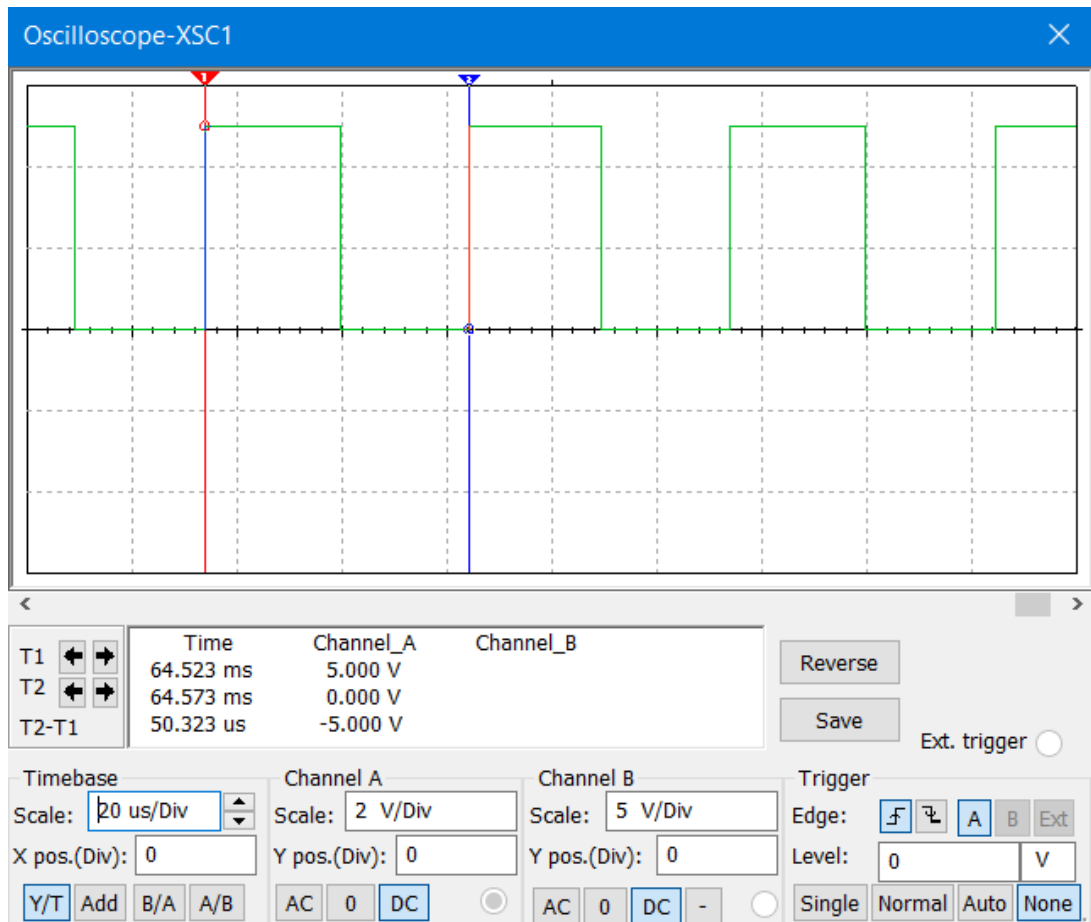 Oscilloscope-XSC1
1 2
Time Channel_A Channel_B
T1 64.523 ms 5.000 V
T2 64.573 ms 0.000 V
T2-T1 50.323 us -5.000 V
Reverse
Save
Ext. trigger
Timebase
Scale: 20 us/Div
X pos.(Div): 0
Y/T Add B/A A/B
Channel A
Scale: 2 V/Div
Y pos.(Div): 0
AC 0 DC
Channel B
Scale: 5 V/Div
Y pos.(Div): 0
AC 0 DC -
Trigger
Edge: A B Ext
Level: 0 V
Single Normal Auto None